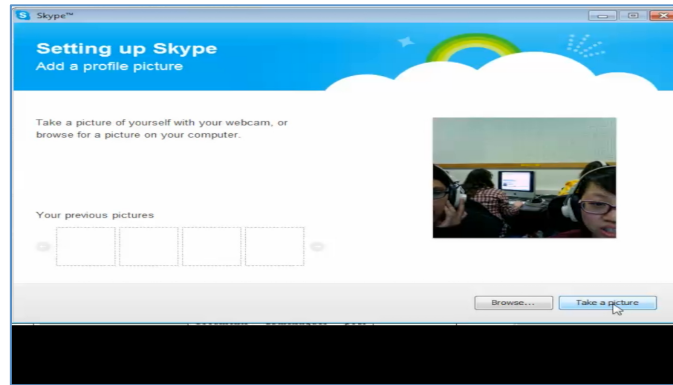 Skype™
Setting up Skype
Add a profile picture
Take a picture of yourself with your webcam, or
browse for a picture on your computer.
Your previous pictures
Browse...
Take a picture